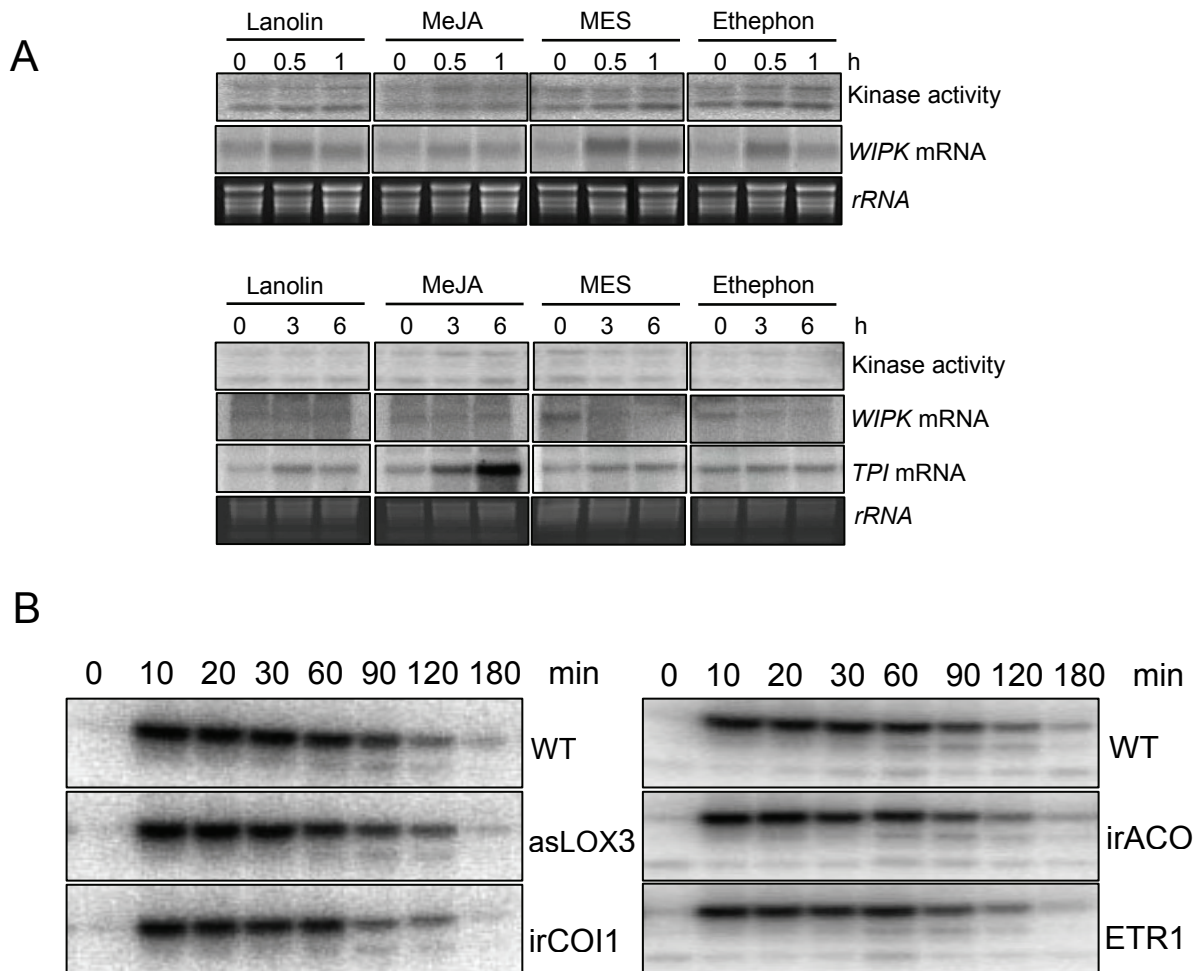 A
Lanolin MeJA MES Ethephon
0 0.5 1 0 0.5 1 0 0.5 1 0 0.5 1 h
Kinase activity
WIPK mRNA
rRNA
Lanolin MeJA MES Ethephon
0 3 6 0 3 6 0 3 6 0 3 6 h
Kinase activity
WIPK mRNA
TPI mRNA
rRNA
B
0 10 20 30 60 90 120 180 min
WT
asLOX3
irCOI1
0 10 20 30 60 90 120 180 min
WT
irACO
ETR1